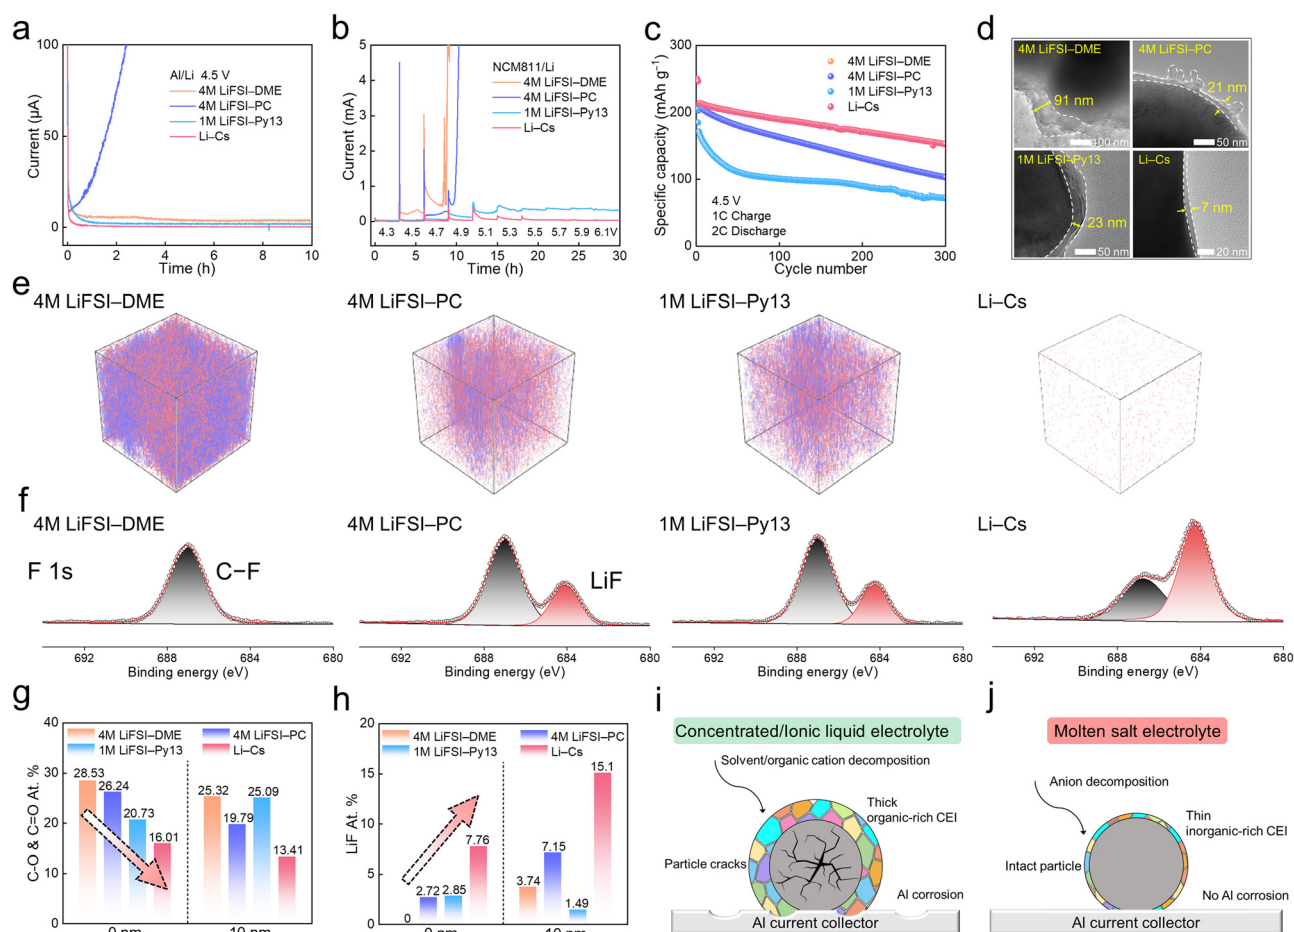 a
100
50
0
Current (µA)
Al/Li 4.5 V
4M LiFSI–DME
4M LiFSI–PC
1M LiFSI–Py13
Li–Cs
0 2 4 6 8 10
Time (h)
b
5
4
3
2
1
0
Current (mA)
NCM811/Li
4M LiFSI–DME
4M LiFSI–PC
1M LiFSI–Py13
Li–Cs
4.3 4.5 4.7 4.9 5.1 5.3 5.5 5.7 5.9 6.1V
0 5 10 15 20 25 30
Time (h)
c
300
200
100
0
Specific capacity (mAh g⁻¹)
4M LiFSI–DME
4M LiFSI–PC
1M LiFSI–Py13
Li–Cs
4.5 V
1C Charge
2C Discharge
0 100 200 300
Cycle number
d
4M LiFSI–DME
91 nm
100 nm
4M LiFSI–PC
21 nm
50 nm
1M LiFSI–Py13
23 nm
50 nm
Li–Cs
7 nm
20 nm
e
4M LiFSI–DME
4M LiFSI–PC
1M LiFSI–Py13
Li–Cs
f
4M LiFSI–DME
4M LiFSI–PC
1M LiFSI–Py13
Li–Cs
F 1s
C–F
LiF
692 688 684 680
Binding energy (eV)
692 688 684 680
Binding energy (eV)
692 688 684 680
Binding energy (eV)
692 688 684 680
Binding energy (eV)
g
40
30
20
10
0
C-O & C=O At. %
4M LiFSI–DME
4M LiFSI–PC
1M LiFSI–Py13
Li–Cs
28.53
26.24
20.73
16.01
25.32
19.79
25.09
13.41
0 nm
10 nm
h
20
15
10
5
0
LiF At. %
4M LiFSI–DME
4M LiFSI–PC
1M LiFSI–Py13
Li–Cs
0
2.72
2.85
7.76
3.74
7.15
1.49
15.1
0 nm
10 nm
i
Concentrated/Ionic liquid electrolyte
Solvent/organic cation decomposition
Thick
organic-rich CEI
Particle cracks
Al corrosion
Al current collector
j
Molten salt electrolyte
Anion decomposition
Thin
inorganic-rich CEI
Intact particle
No Al corrosion
Al current collector